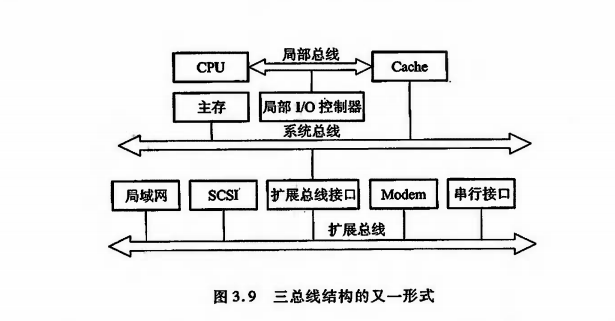 局部总线
CPU
Cache
主存
局部 I/O 控制器
系统总线
局域网
SCSI
扩展总线接口
Modem
串行接口
扩展总线
图 3.9 三总线结构的又一形式